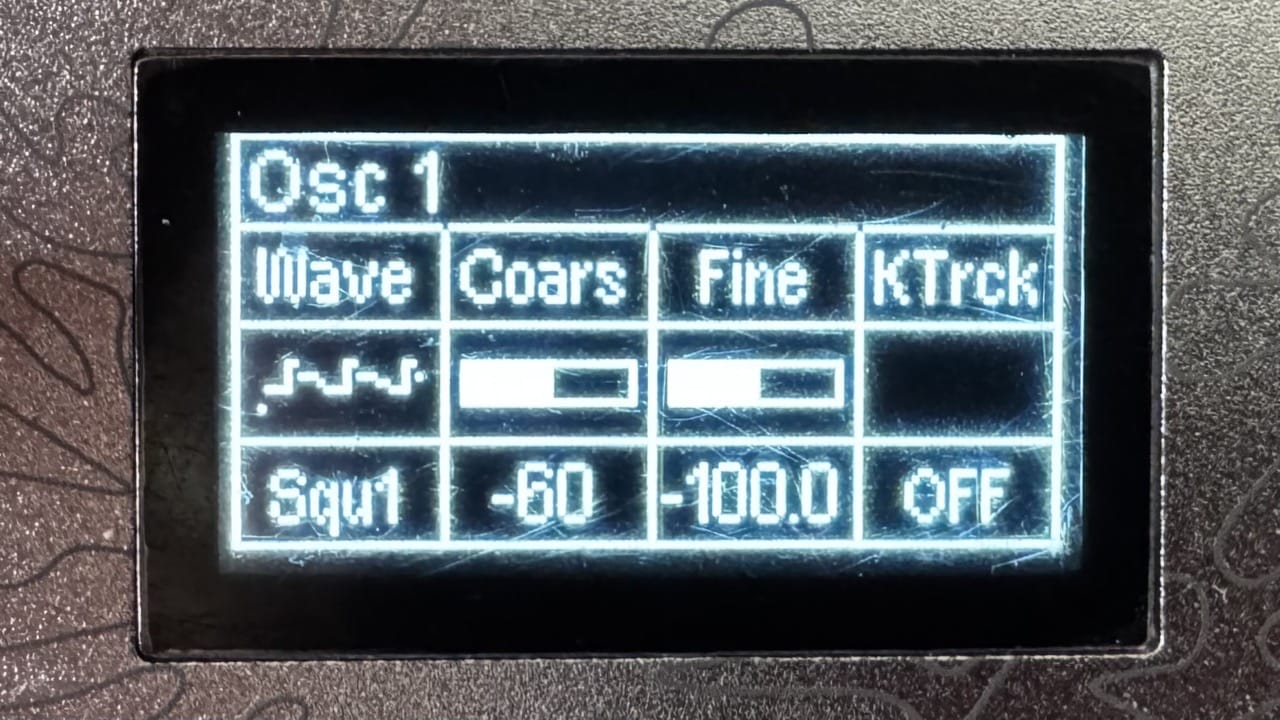 Osc 1
Wave Coars Fine KTrck
Squ1 -60 -100.0 OFF